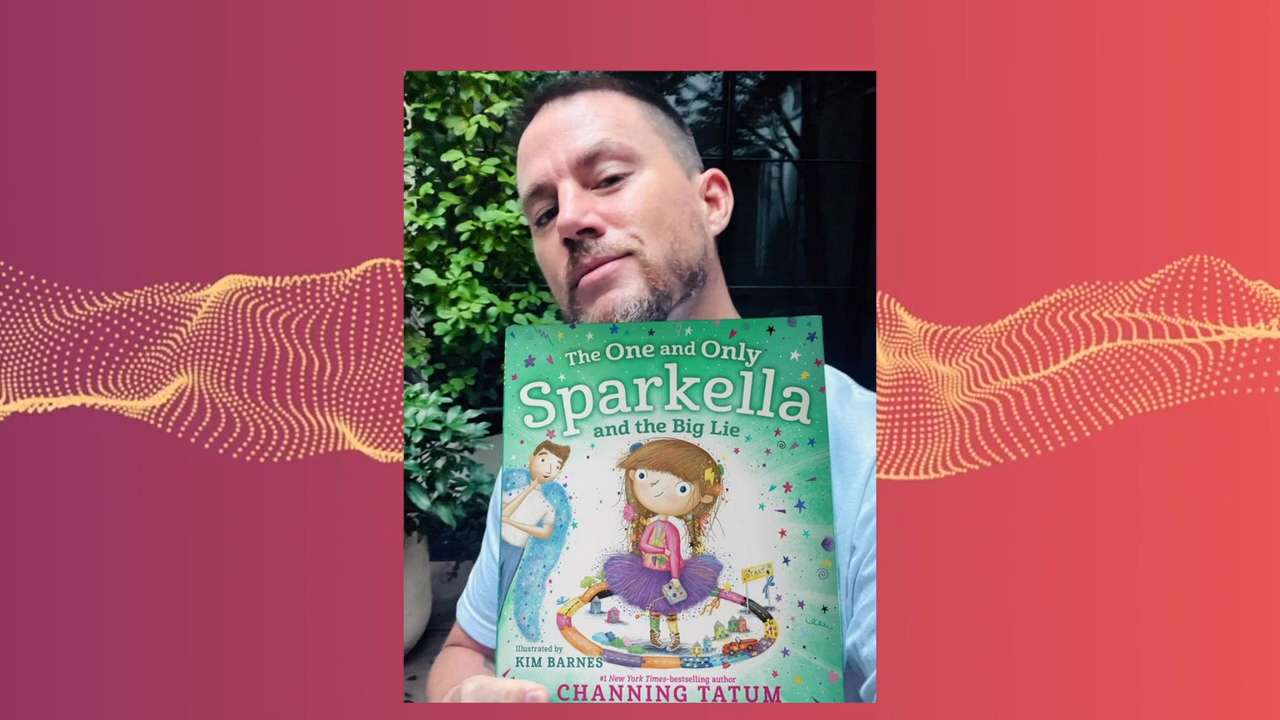 The One and Only
Sparkella
and the Big Lie
START
Illustrated by
KIM BARNES
#1 New York Times-bestselling author
CHANNING TATUM